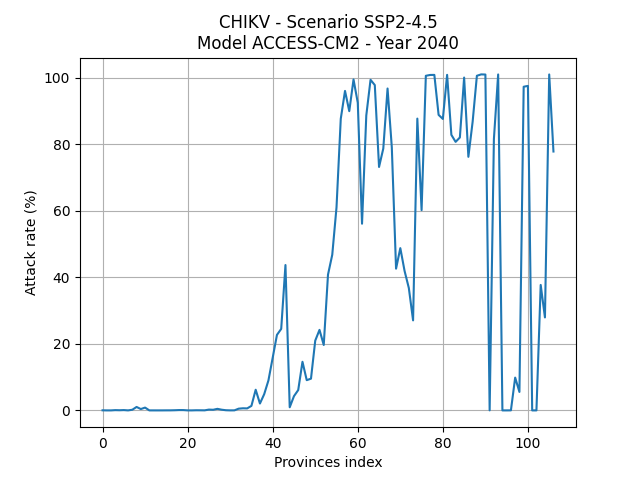 CHIKV - Scenario SSP2-4.5
Model ACCESS-CM2 - Year 2040
100
80
60
40
20
0
Attack rate (%)
0 20 40 60 80 100
Provinces index